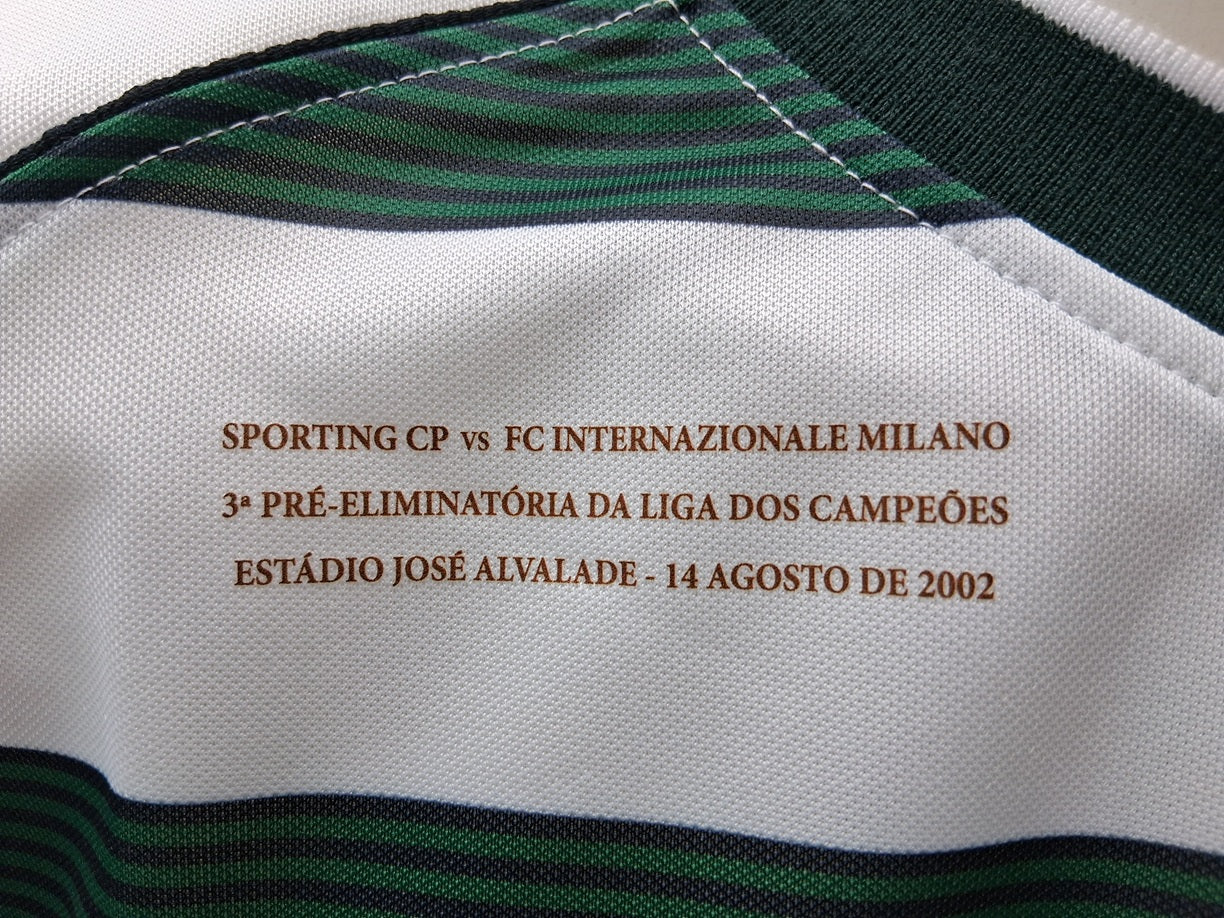 SPORTING CP vs FC INTERNAZIONALE MILANO
3ª PRÉ-ELIMINATÓRIA DA LIGA DOS CAMPEÕES
ESTÁDIO JOSÉ ALVALADE - 14 AGOSTO DE 2002